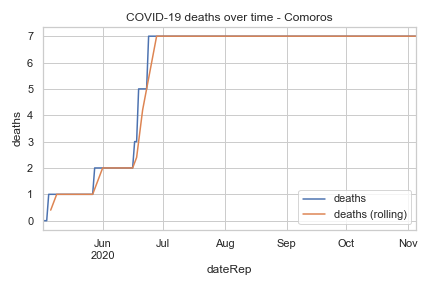 COVID-19 deaths over time - Comoros
7
6
5
4
3
2
1
0
deaths
deaths
deaths (rolling)
Jun Jul Aug Sep Oct Nov
2020
dateRep